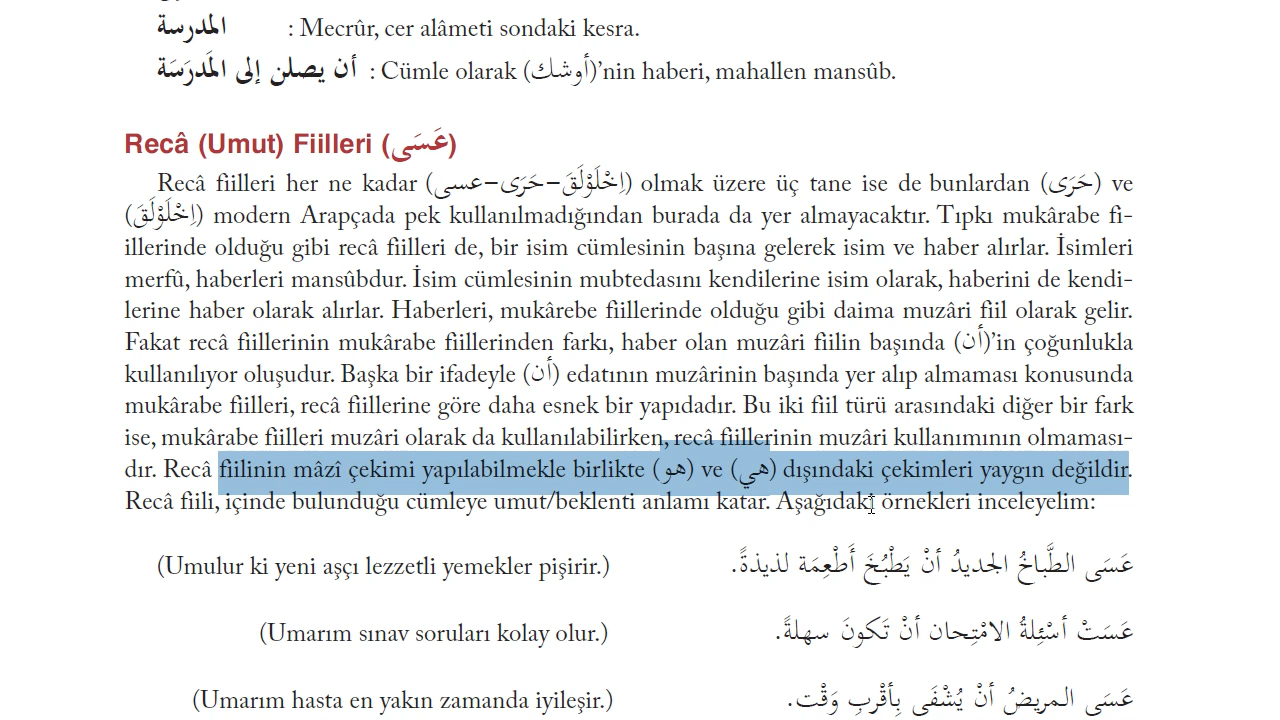 المدرسة : Mecrûr, cer alâmeti sondaki kesra.
أن يصلن إلى المَدرَسَة : Cümle olarak (أوشك)’nin haberi, mahallen mansûb.
Recâ (Umut) Fiilleri (عَسَى)
Recâ fiilleri her ne kadar (اِخْلَوْلَقَ–حَرَى–عسى) olmak üzere üç tane ise de bunlardan (حَرَى) ve
(اِخْلَوْلَقَ) modern Arapçada pek kullanılmadığından burada da yer almayacaktır. Tıpkı mukârabe fi-
illerinde olduğu gibi recâ fiilleri de, bir isim cümlesinin başına gelerek isim ve haber alırlar. İsimleri
merfû, haberleri mansûbdur. İsim cümlesinin mubtedasını kendilerine isim olarak, haberini de kendi-
lerine haber olarak alırlar. Haberleri, mukârebe fiillerinde olduğu gibi daima muzâri fiil olarak gelir.
Fakat recâ fiillerinin mukârabe fiillerinden farkı, haber olan muzâri fiilin başında (أن)’in çoğunlukla
kullanılıyor oluşudur. Başka bir ifadeyle (أن) edatının muzârinin başında yer alıp almaması konusunda
mukârabe fiilleri, recâ fiillerine göre daha esnek bir yapıdadır. Bu iki fiil türü arasındaki diğer bir fark
ise, mukârabe fiilleri muzâri olarak da kullanılabilirken, recâ fiillerinin muzâri kullanımının olmaması-
dır. Recâ fiilinin mâzî çekimi yapılabilmekle birlikte (هو) ve (هي) dışındaki çekimleri yaygın değildir.
Recâ fiili, içinde bulunduğu cümleye umut/beklenti anlamı katar. Aşağıdaki örnekleri inceleyelim:
(Umulur ki yeni aşçı lezzetli yemekler pişirir.) عَسَى الطَّباخُ الجديدُ أنْ يَطْبُخَ أَطْعِمَة لذيذةً.
(Umarım sınav soruları kolay olur.) عَسَتْ أسْئِلةُ الامْتِحان أنْ تَكونَ سهلةً.
(Umarım hasta en yakın zamanda iyileşir.) عَسَى المريضُ أنْ يُشْفَى بِأقْربِ وَقْت.